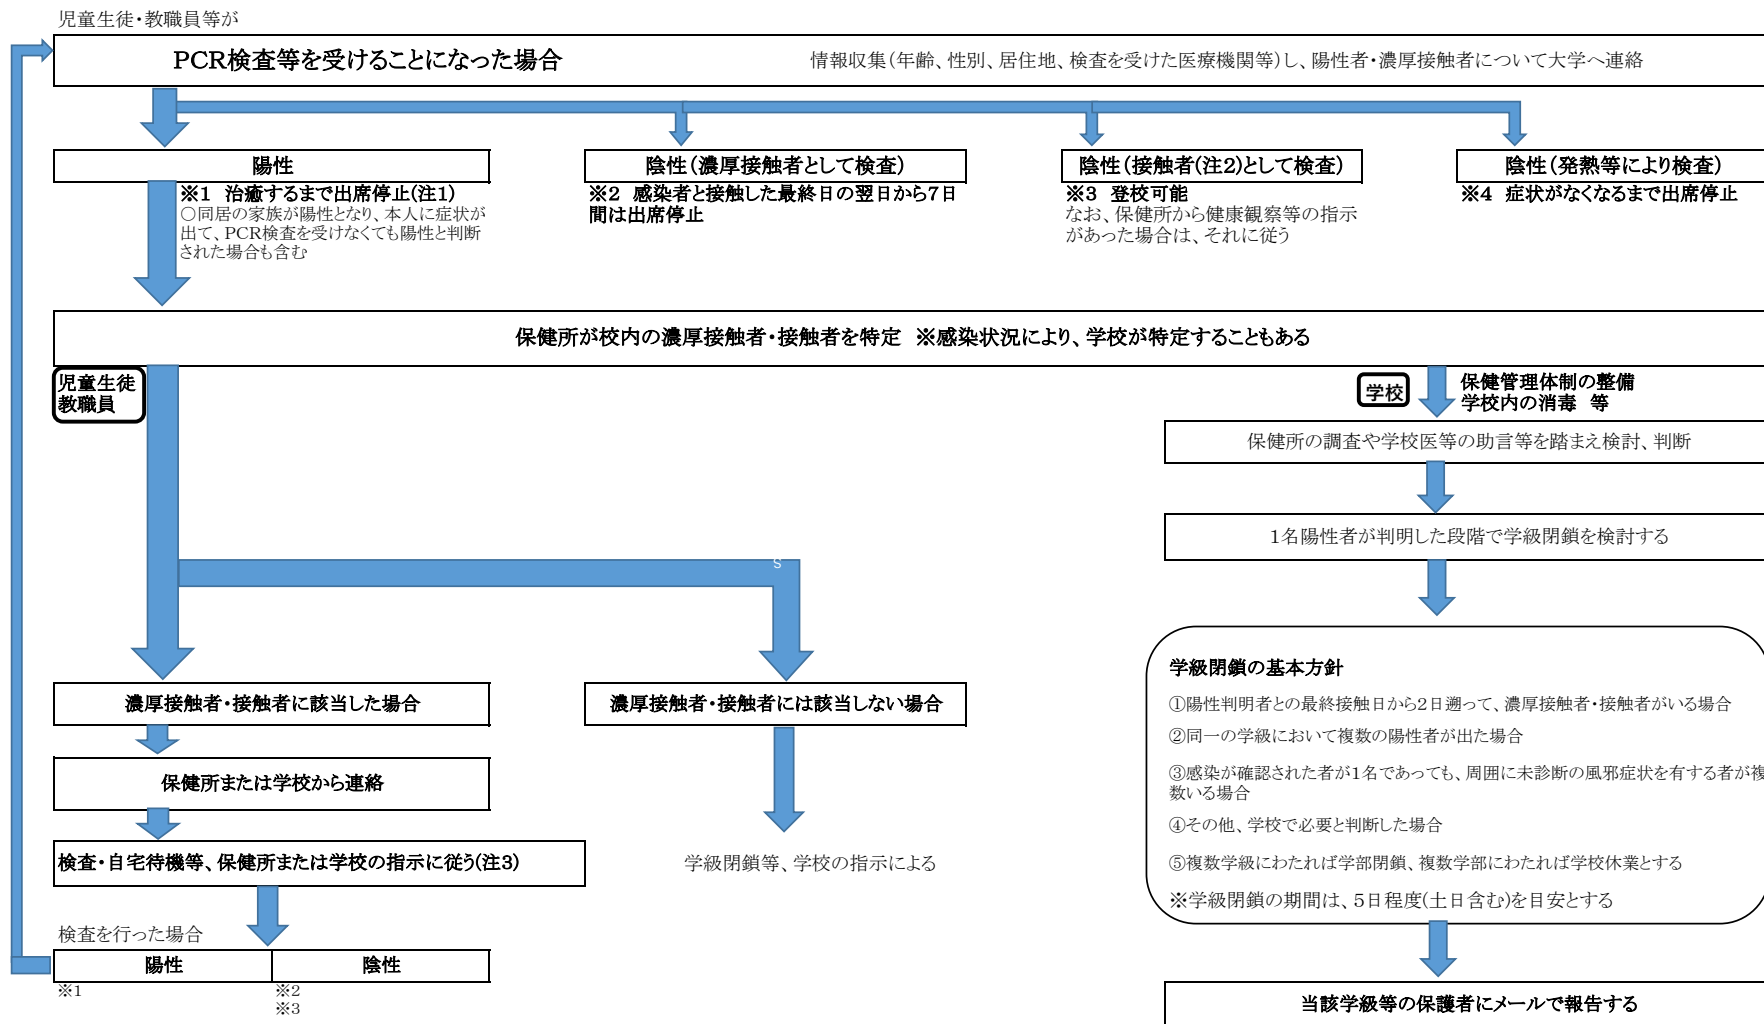 児童生徒・教職員等が
PCR検査等を受けることになった場合
情報収集(年齢、性別、居住地、検査を受けた医療機関等)し、陽性者・濃厚接触者について大学へ連絡
陽性
※1 治癒するまで出席停止(注1)
○同居の家族が陽性となり、本人に症状が
出て、PCR検査を受けなくても陽性と判断
された場合も含む
陰性(濃厚接触者として検査)
※2 感染者と接触した最終日の翌日から7日
間は出席停止
陰性(接触者(注2)として検査)
※3 登校可能
なお、保健所から健康観察等の指示
があった場合は、それに従う
陰性(発熱等により検査)
※4 症状がなくなるまで出席停止
保健所が校内の濃厚接触者・接触者を特定 ※感染状況により、学校が特定することもある
児童生徒
教職員
学校
保健管理体制の整備
学校内の消毒 等
保健所の調査や学校医等の助言等を踏まえ検討、判断
1名陽性者が判明した段階で学級閉鎖を検討する
S
濃厚接触者・接触者に該当した場合
保健所または学校から連絡
検査・自宅待機等、保健所または学校の指示に従う(注3)
検査を行った場合
陽性
陰性
※1
※2
※3
濃厚接触者・接触者には該当しない場合
学級閉鎖等、学校の指示による
学級閉鎖の基本方針
①陽性判明者との最終接触日から2日遡って、濃厚接触者・接触者がいる場合
②同一の学級において複数の陽性者が出た場合
③感染が確認された者が1名であっても、周囲に未診断の風邪症状を有する者が複
数いる場合
④その他、学校で必要と判断した場合
⑤複数学級にわたれば学部閉鎖、複数学部にわたれば学校休業とする
※学級閉鎖の期間は、5日程度(土日含む)を目安とする
当該学級等の保護者にメールで報告する